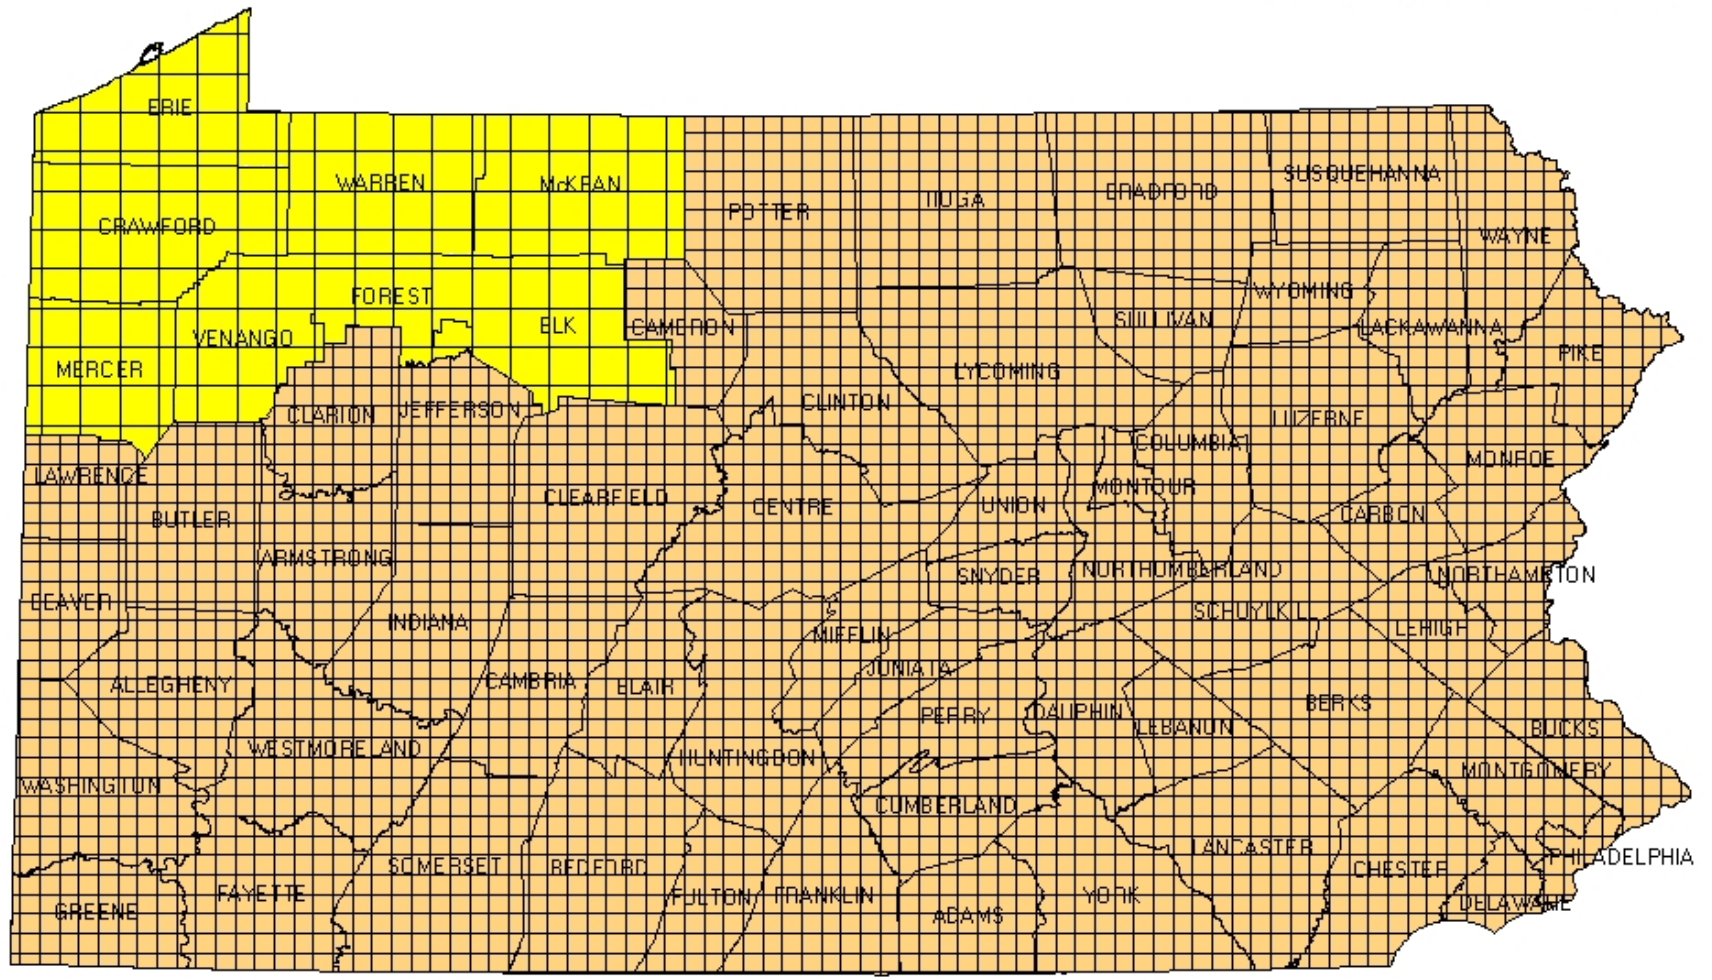 ERIE
SUSQUEHANNA
WARREN
McKEAN
BRADFORD
TIOGA
POTTER
CRAWFORD
WAYNE
WYOMING
FOREST
SULLIVAN
ELK
CAMERON
LACKAWANNA
VENANGO
PIKE
MERCER
LYCOMING
CLINTON
JEFFERSON
CLARION
LUZERNE
COLUMBIA
MONROE
LAWRENCE
MONTOUR
CLEARFIELD
CENTRE
UNION
CARBON
BUTLER
ARMSTRONG
NORTHUMBERLAND
SNYDER
NORTHAMPTON
BEAVER
SCHUYLKILL
INDIANA
LEHIGH
MIFFLIN
JUNIATA
CAMBRIA
ALLEGHENY
BLAIR
BERKS
DAUPHIN
PERRY
LEBANON
BUCKS
WESTMORELAND
HUNTINGDON
MONTGOMERY
WASHINGTON
CUMBERLAND
LANCASTER
PHILADELPHIA
SOMERSET
BEDFORD
CHESTER
FAYETTE
FULTON
FRANKLIN
YORK
DELAWARE
GREENE
ADAMS